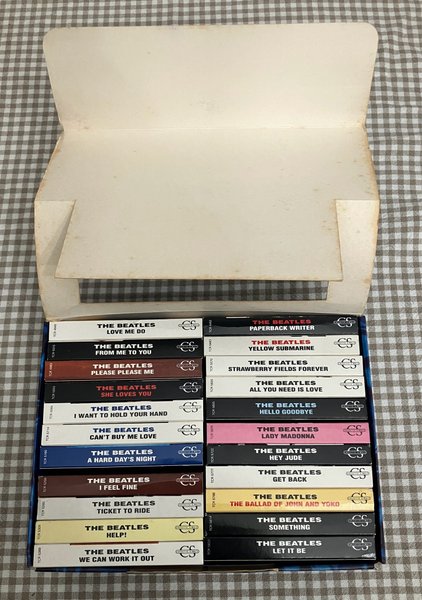 THE BEATLES
LOVE ME DO
THE BEATLES
FROM ME TO YOU
THE BEATLES
PLEASE PLEASE ME
THE BEATLES
SHE LOVES YOU
THE BEATLES
I WANT TO HOLD YOUR HAND
THE BEATLES
CAN'T BUY ME LOVE
THE BEATLES
A HARD DAY'S NIGHT
THE BEATLES
I FEEL FINE
THE BEATLES
TICKET TO RIDE
THE BEATLES
HELP!
THE BEATLES
WE CAN WORK IT OUT
THE BEATLES
PAPERBACK WRITER
THE BEATLES
YELLOW SUBMARINE
THE BEATLES
STRAWBERRY FIELDS FOREVER
THE BEATLES
ALL YOU NEED IS LOVE
THE BEATLES
HELLO GOODBYE
THE BEATLES
LADY MADONNA
THE BEATLES
HEY JUDE
THE BEATLES
GET BACK
THE BEATLES
THE BALLAD OF JOHN AND YOKO
THE BEATLES
SOMETHING
THE BEATLES
LET IT BE